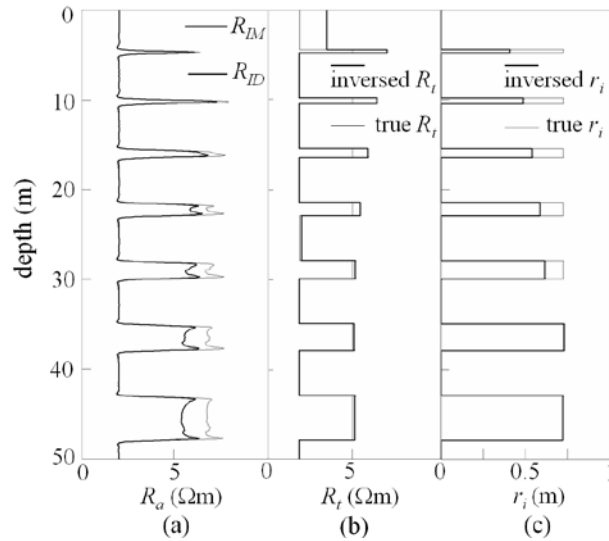 0
10
20
30
40
50
depth (m)
R_IM
R_ID
inversed R_t
true R_t
inversed r_i
true r_i
0
5
0
5
0
0.5
R_a (Ωm)
R_t (Ωm)
r_i (m)
(a)
(b)
(c)